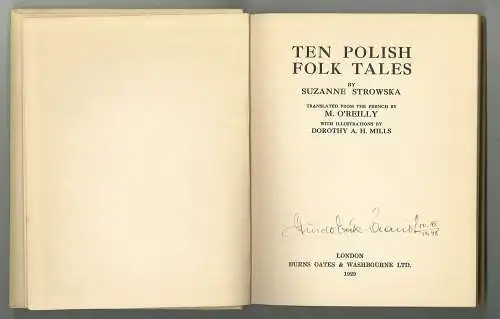 TEN POLISH
FOLK TALES
BY
SUZANNE STROWSKA
TRANSLATED FROM THE FRENCH BY
M. O'REILLY
WITH ILLUSTRATIONS BY
DOROTHY A. H. MILLS
LONDON
BURNS OATES & WASHBOURNE LTD.
1929